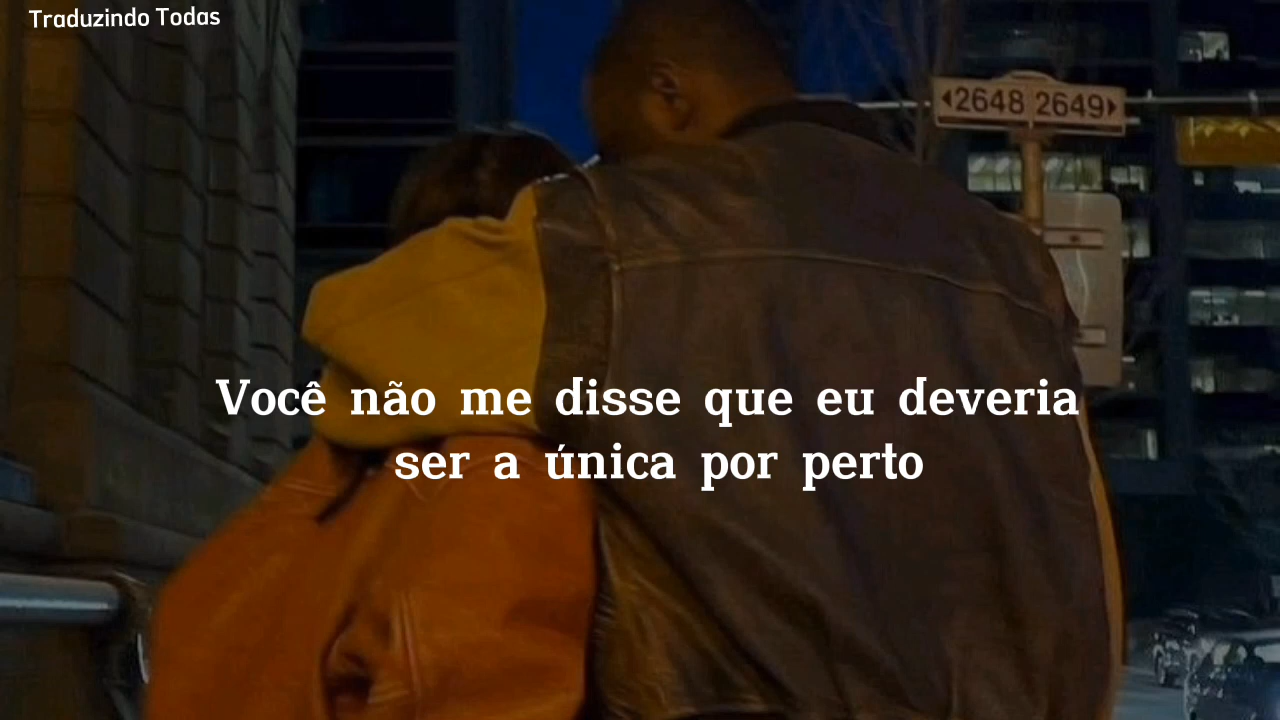 Traduzindo Todas
2648 2649
Você não me disse que eu deveria
ser a única por perto